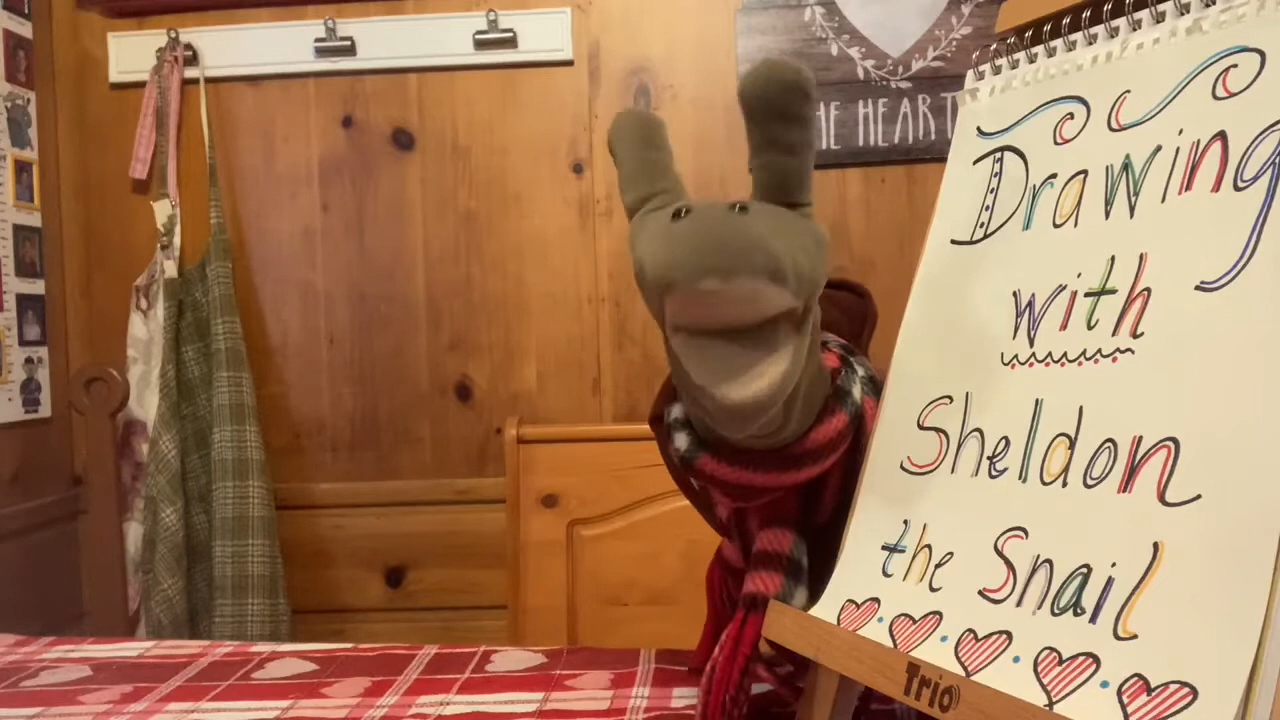 HE HEART
Drawing
with
Sheldon
the Snail
Trio